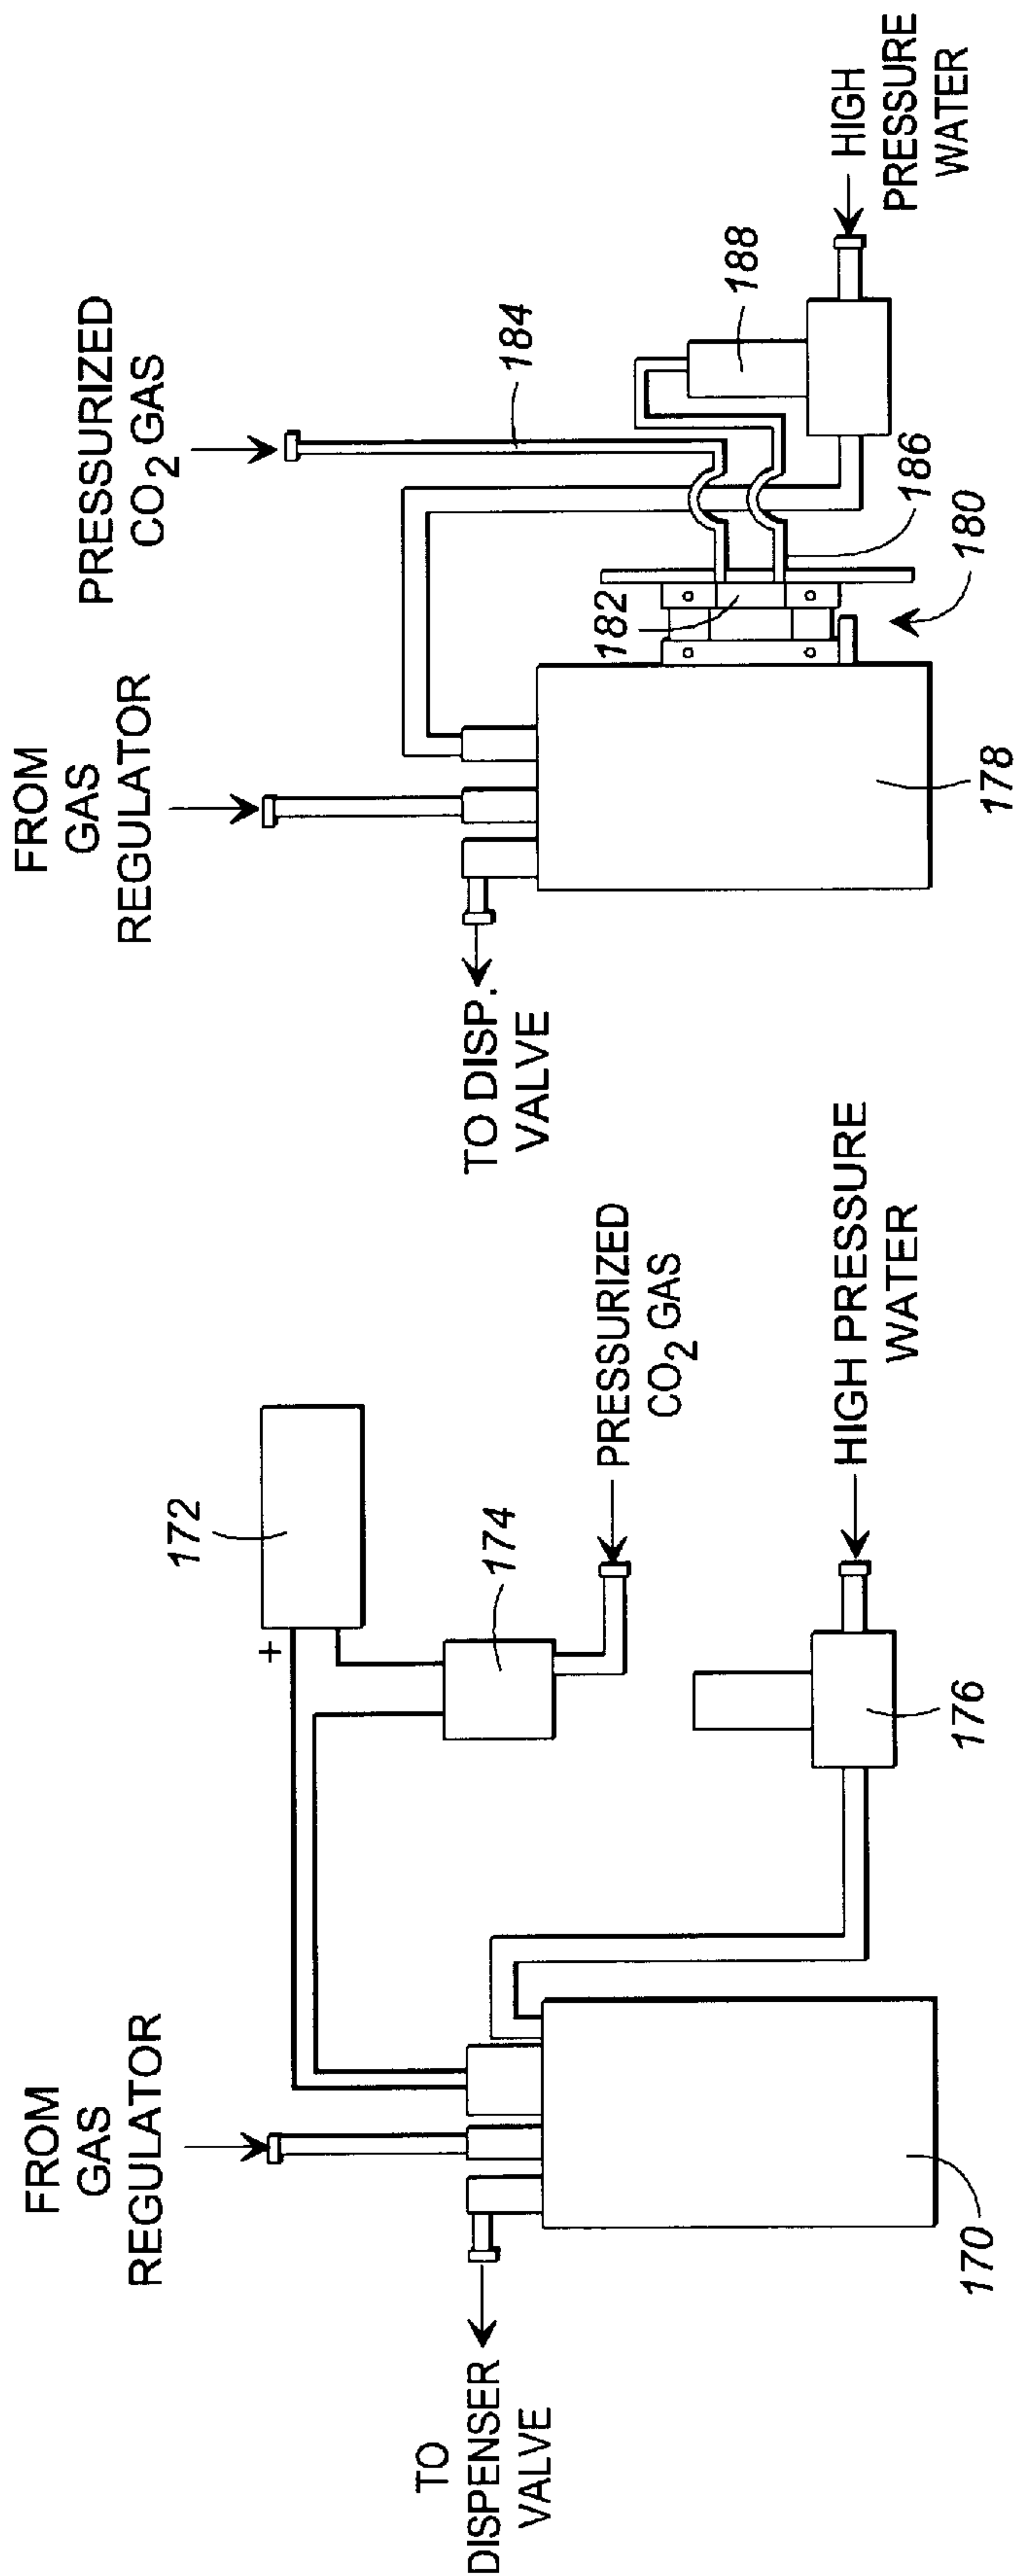 FROM
GAS
REGULATOR
TO
DISPENSER
VALVE
170
172
+
174
PRESSURIZED
CO2 GAS
176
HIGH PRESSURE
WATER
FROM
GAS
REGULATOR
TO DISP.
VALVE
PRESSURIZED
CO2 GAS
184
182
188
186
180
178
HIGH
PRESSURE
WATER